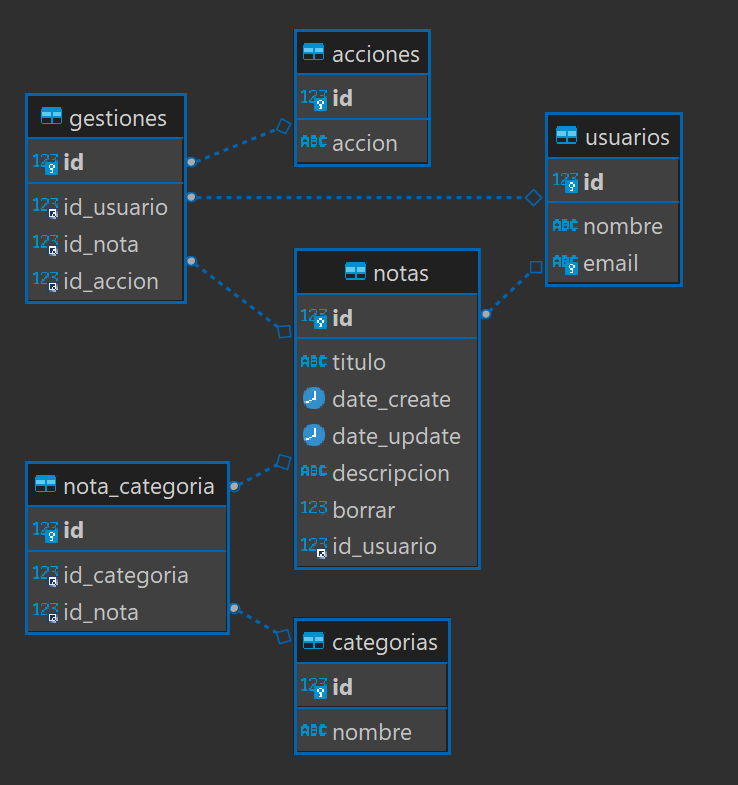 acciones
123 id
ABC accion
gestiones
123 id
123 id_usuario
123 id_nota
123 id_accion
usuarios
123 id
ABC nombre
ABC email
notas
123 id
ABC titulo
date_create
date_update
ABC descripcion
123 borrar
123 id_usuario
nota_categoria
123 id
123 id_categoria
123 id_nota
categorias
123 id
ABC nombre